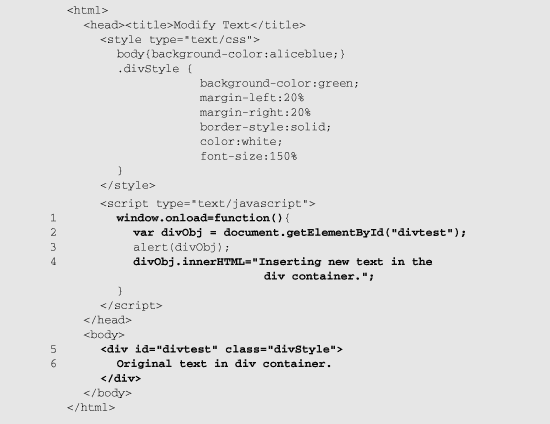 <html>
<head><title>Modify Text</title>
<style type="text/css">
body{background-color:aliceblue;}
.divStyle {
background-color:green;
margin-left:20%
margin-right:20%
border-style:solid;
color:white;
font-size:150%
}
</style>
<script type="text/javascript">
1 window.onload=function(){
2 var divObj = document.getElementById("divtest");
3 alert(divObj);
4 divObj.innerHTML="Inserting new text in the
div container.";
}
</script>
</head>
<body>
5 <div id="divtest" class="divStyle">
6 Original text in div container.
</div>
</body>
</html>